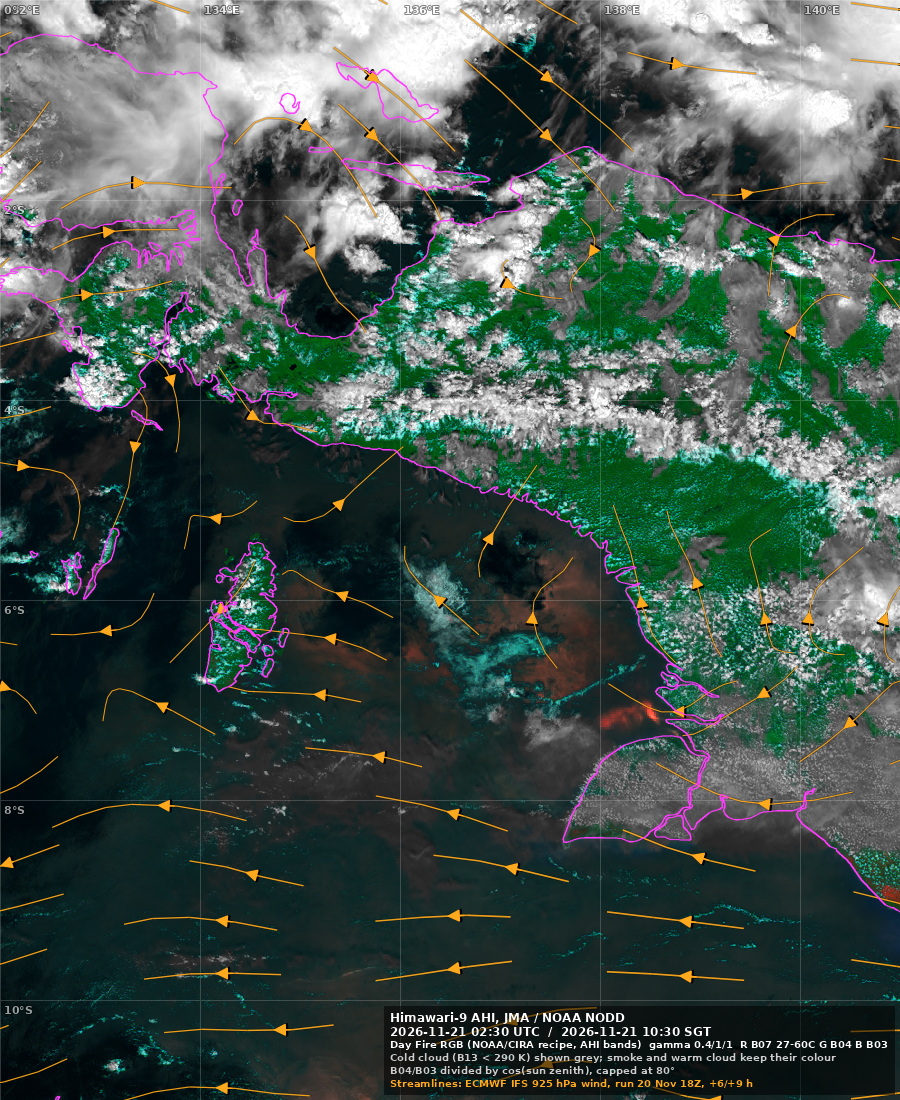 132°E 134°E 136°E 138°E 140°E
2°S
4°S
6°S
8°S
10°S
Himawari-9 AHI, JMA / NOAA NODD
2026-11-21 02:30 UTC / 2026-11-21 10:30 SGT
Day Fire RGB (NOAA/CIRA recipe, AHI bands) gamma 0.4/1/1 R B07 27-60C G B04 B B03
Cold cloud (B13 < 290 K) shown grey; smoke and warm cloud keep their colour
B04/B03 divided by cos(sun zenith), capped at 80°
Streamlines: ECMWF IFS 925 hPa wind, run 20 Nov 18Z, +6/+9 h